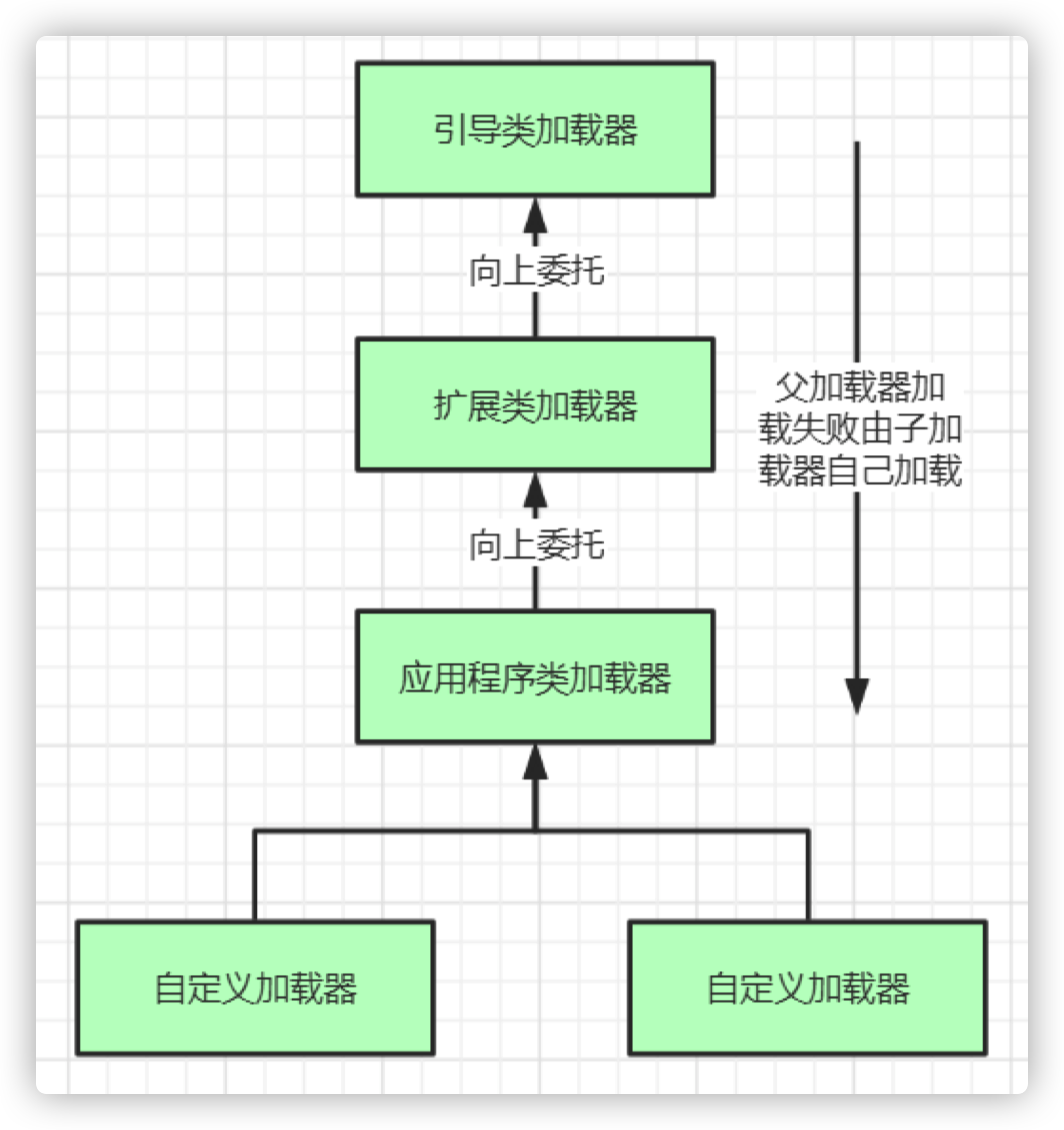 引导类加载器
向上委托
扩展类加载器
父加载器加
载失败由子加
载器自己加载
向上委托
应用程序类加载器
自定义加载器
自定义加载器